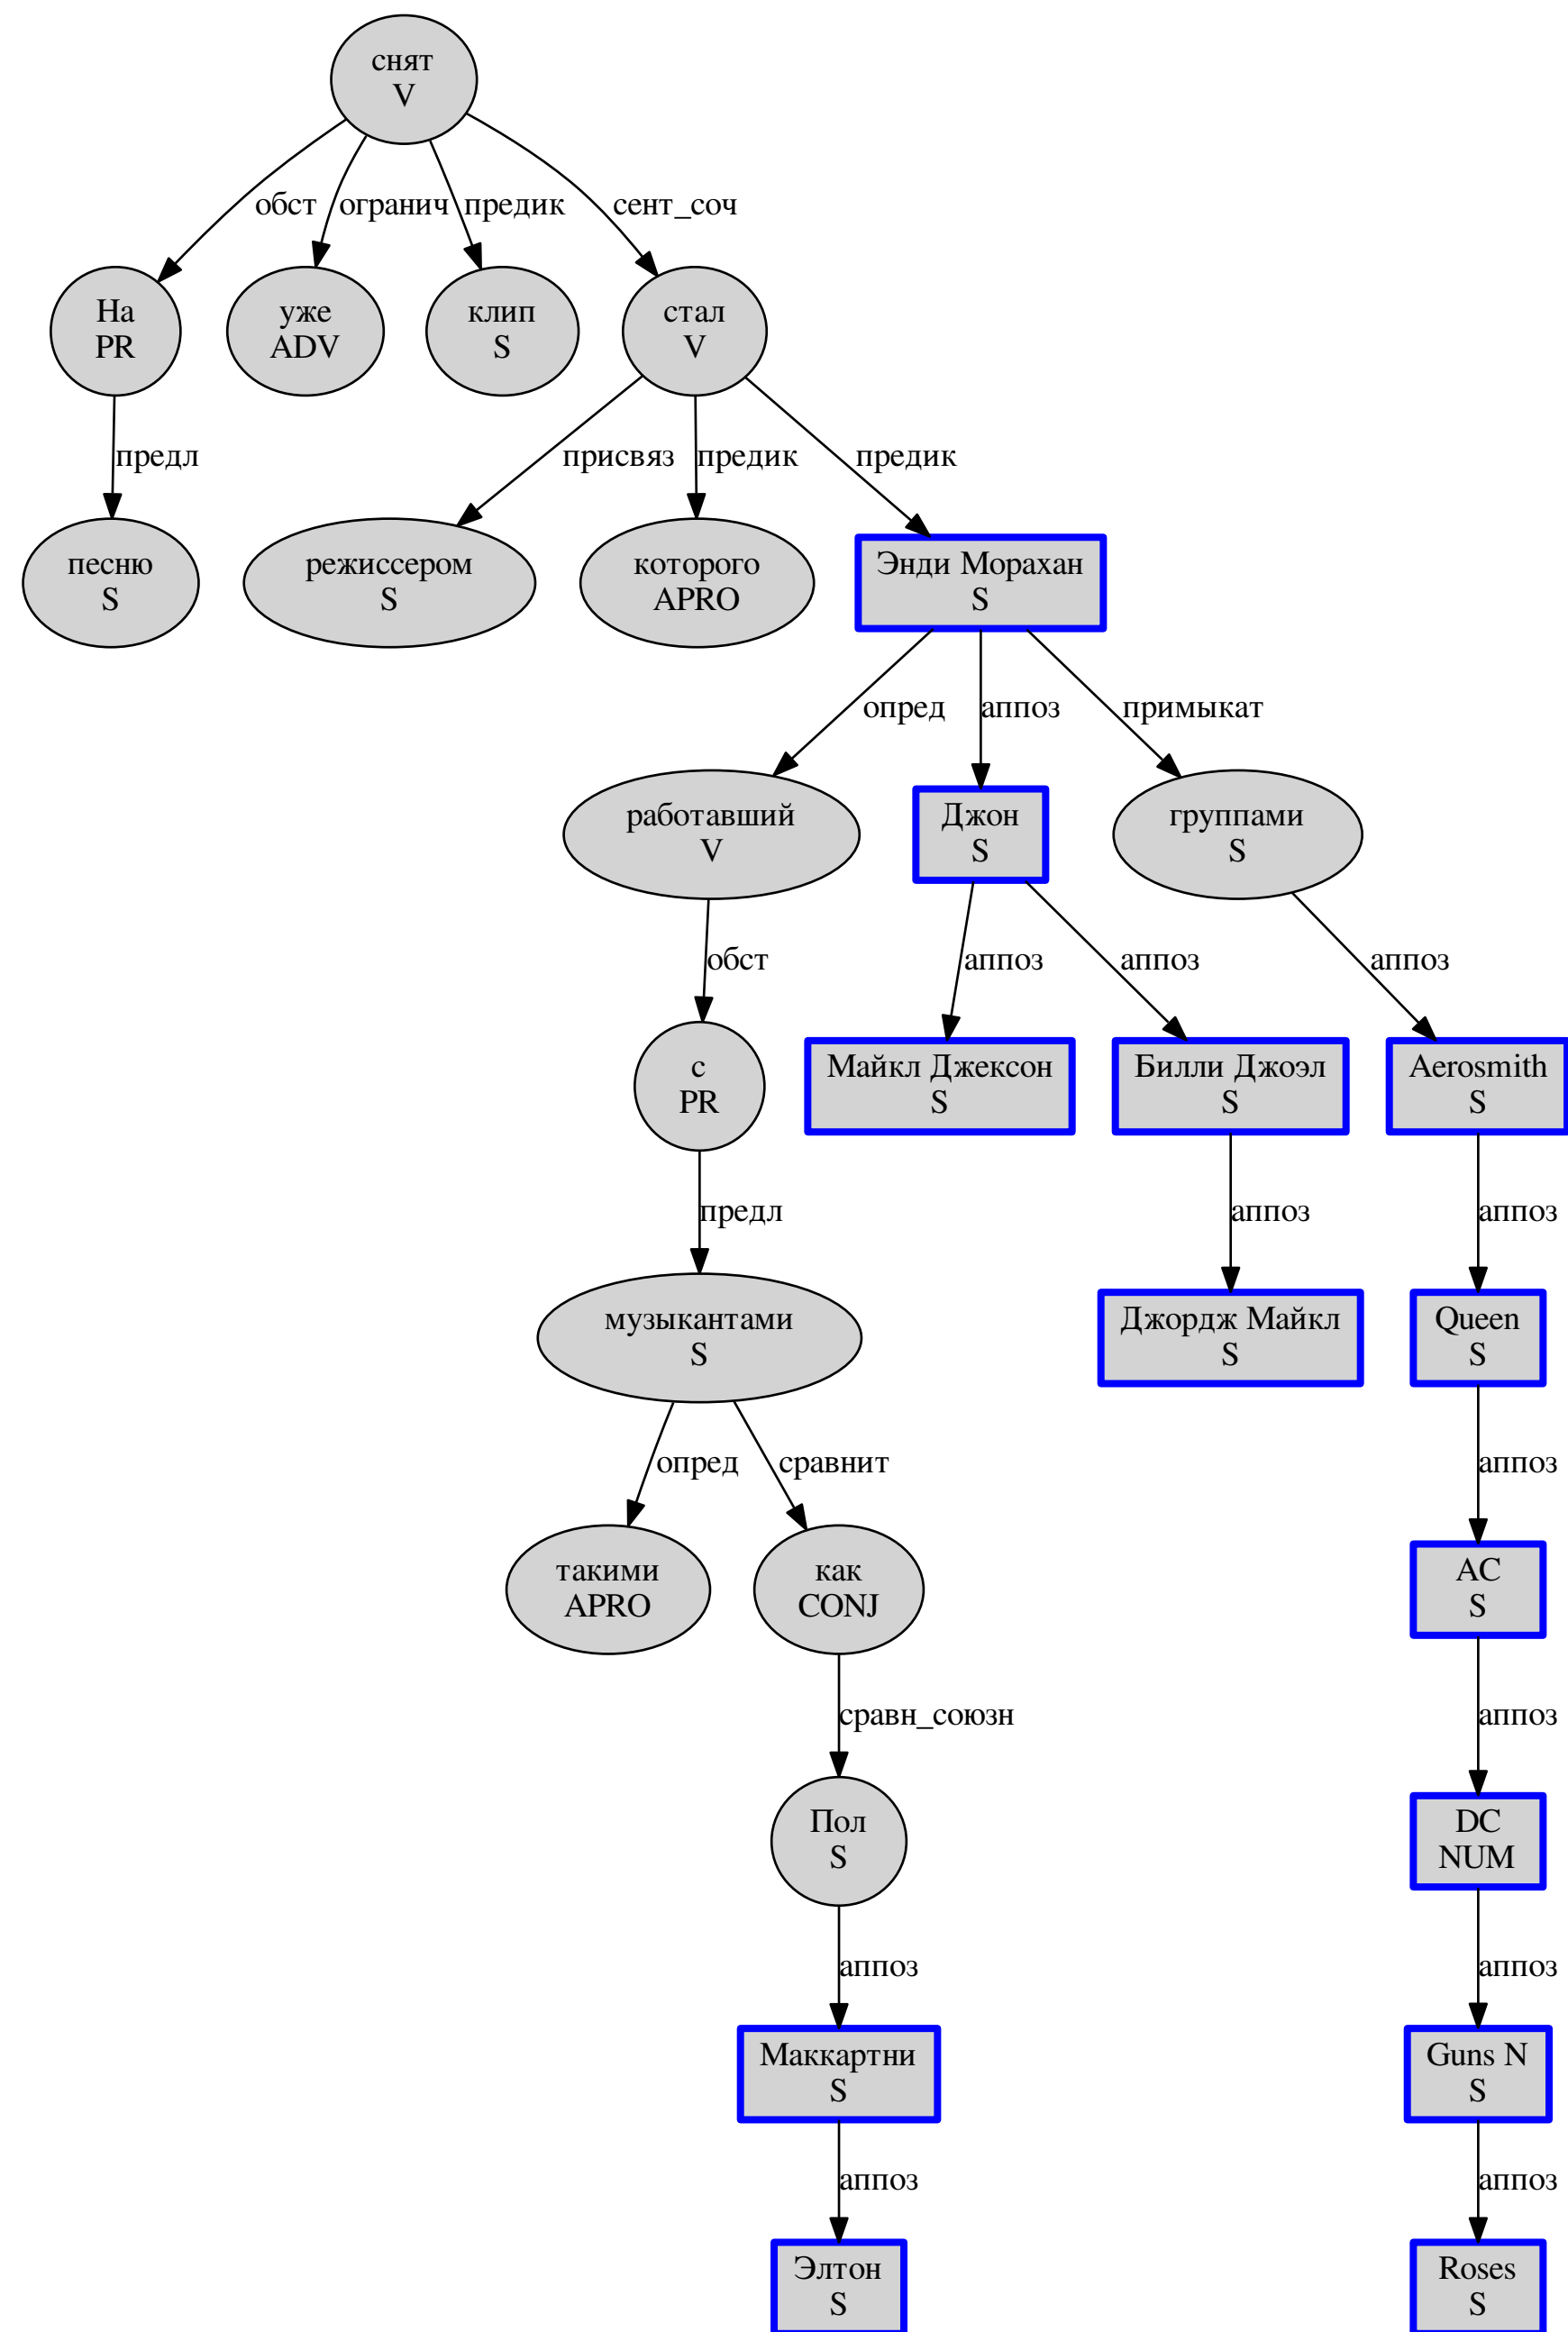 снят
V
обст
огранич
предик
сент_соч
На
PR
уже
ADV
клип
S
стал
V
предл
присвяз
предик
предик
песню
S
режиссером
S
которого
APRO
Энди Морахан
S
опред
аппоз
примыкат
работавший
V
Джон
S
группами
S
обст
аппоз
аппоз
аппоз
с
PR
Майкл Джексон
S
Билли Джоэл
S
Aerosmith
S
предл
аппоз
аппоз
музыкантами
S
Джордж Майкл
S
Queen
S
опред
сравнит
аппоз
такими
APRO
как
CONJ
AC
S
сравн_союзн
аппоз
Пол
S
DC
NUM
аппоз
аппоз
Маккартни
S
Guns N
S
аппоз
аппоз
Элтон
S
Roses
S